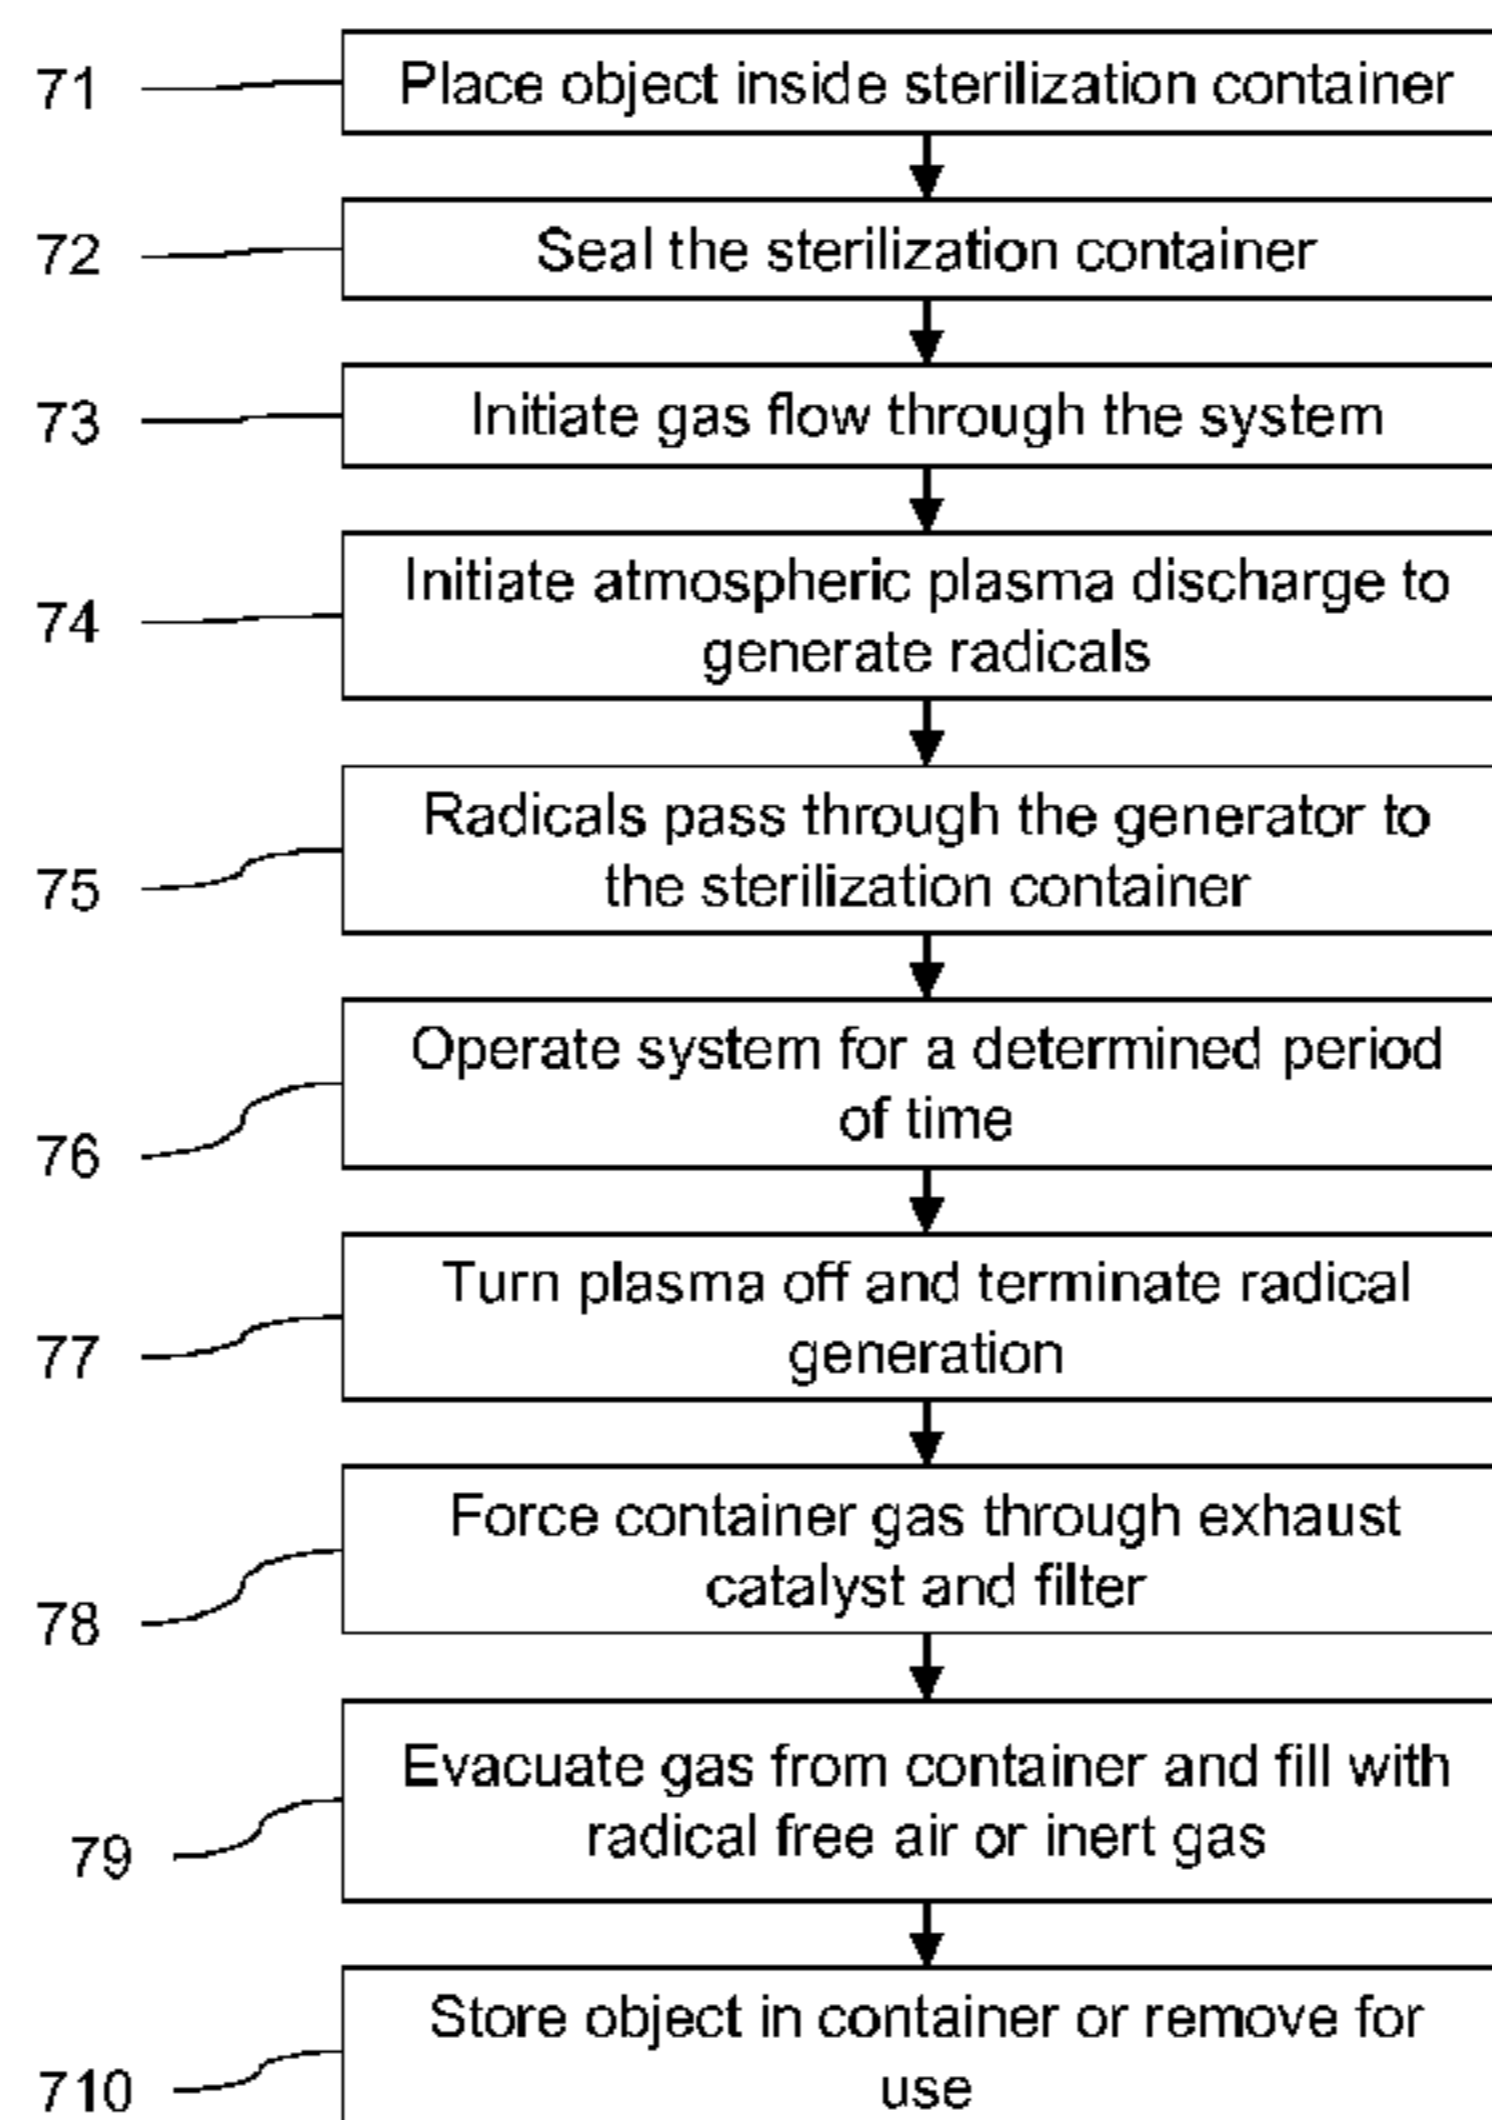 71 Place object inside sterilization container
72 Seal the sterilization container
73 Initiate gas flow through the system
74 Initiate atmospheric plasma discharge to
generate radicals
75 Radicals pass through the generator to
the sterilization container
76 Operate system for a determined period
of time
77 Turn plasma off and terminate radical
generation
78 Force container gas through exhaust
catalyst and filter
79 Evacuate gas from container and fill with
radical free air or inert gas
710 Store object in container or remove for
use